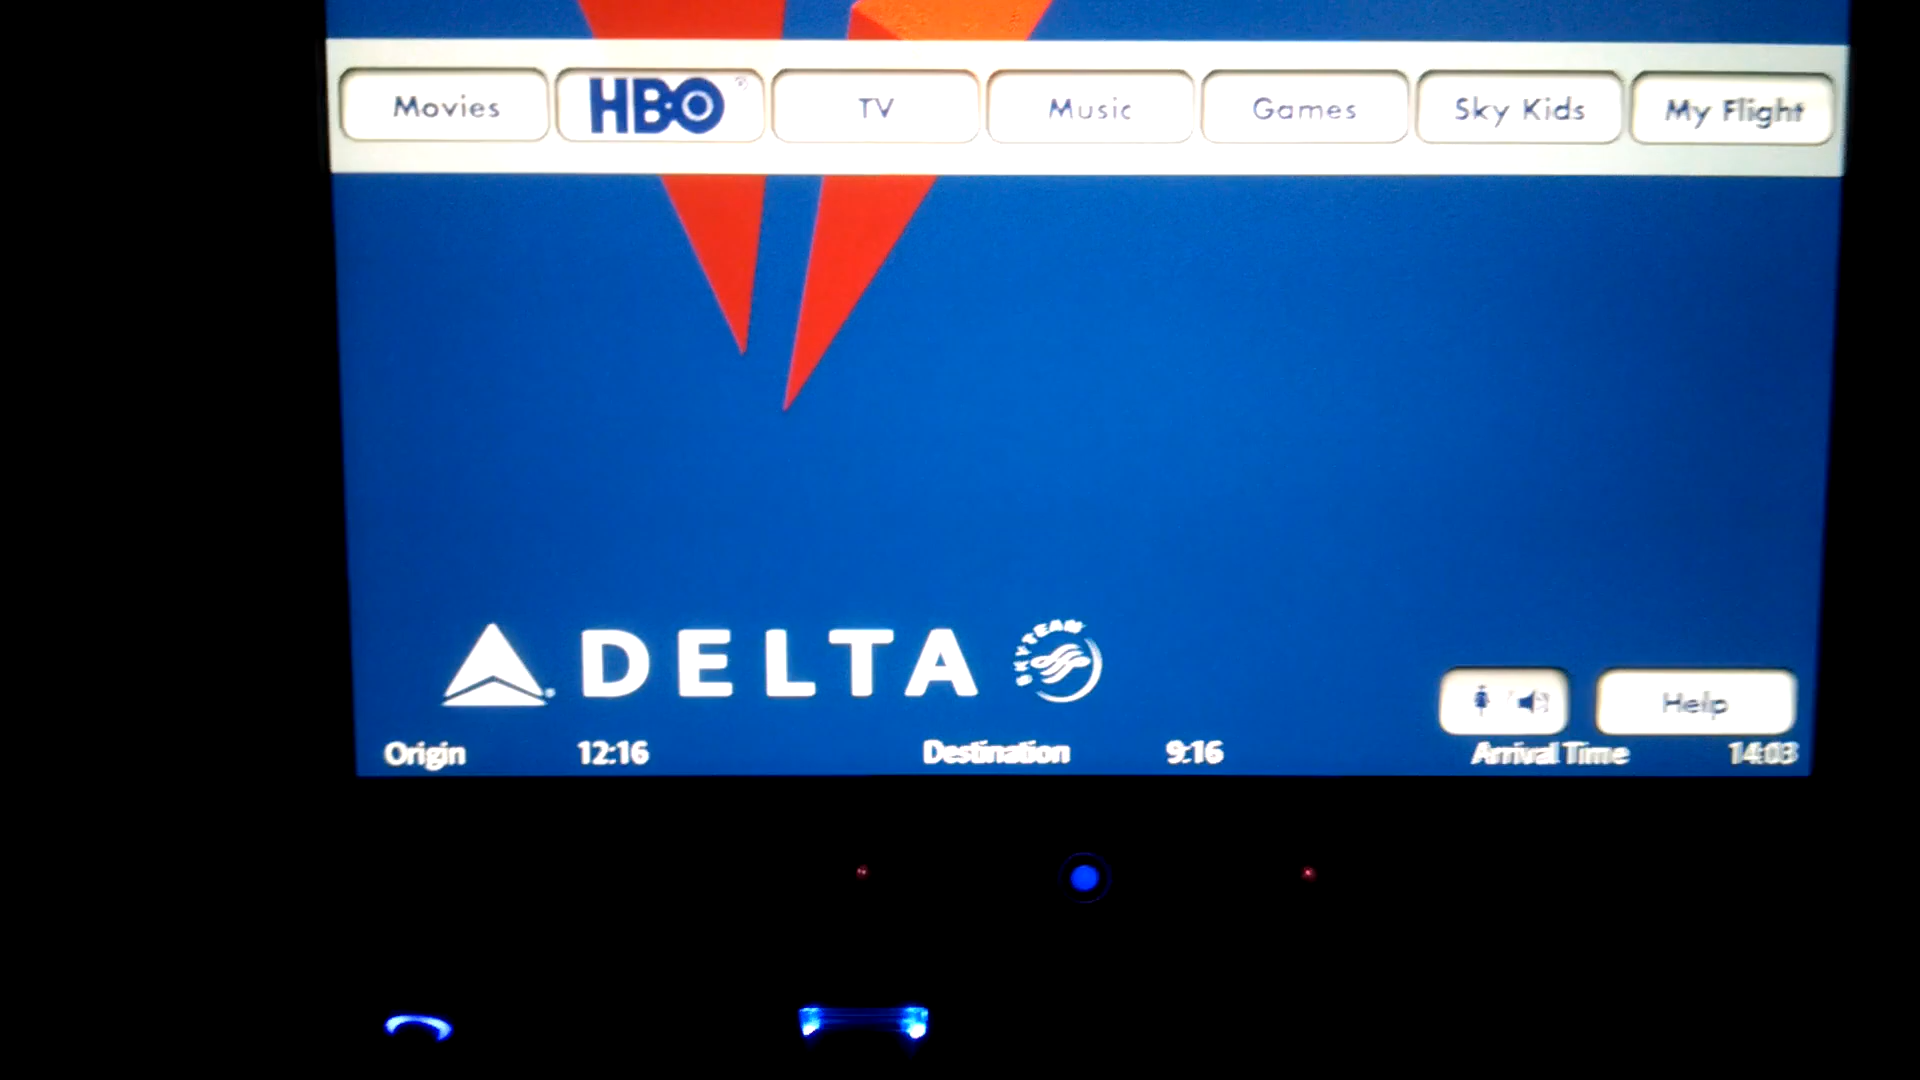 Movies HBO TV Music Games Sky Kids My Flight
DELTA SKYTEAM
Help
Origin 12:16 Destination 9:16 Arrival Time 14:03